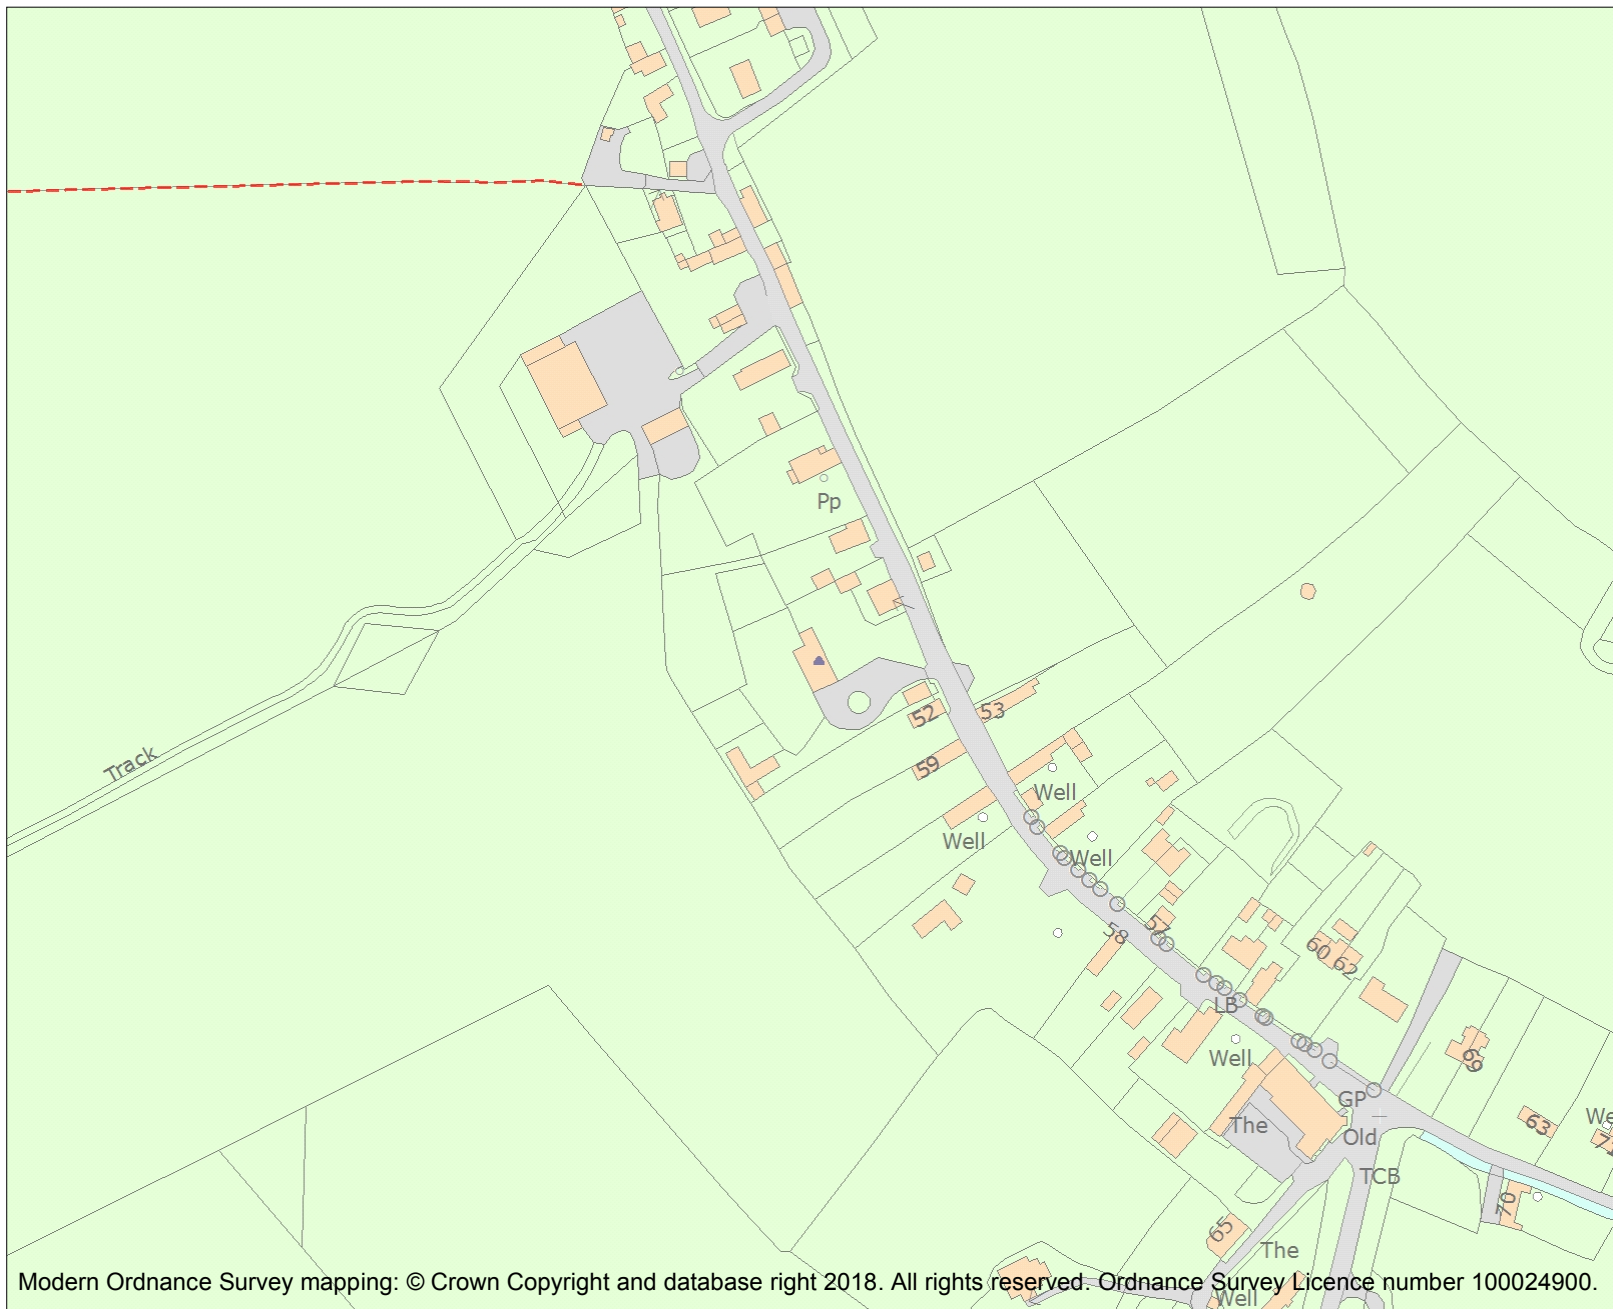 Pp
52
53
Track
59
Well
Well
Well
58
57
60 62
LB
Well
69
GP
The
Old
63
We
71
TCB
70
65
The
Well
Modern Ordnance Survey mapping: © Crown Copyright and database right 2018. All rights reserved. Ordnance Survey Licence number 100024900.